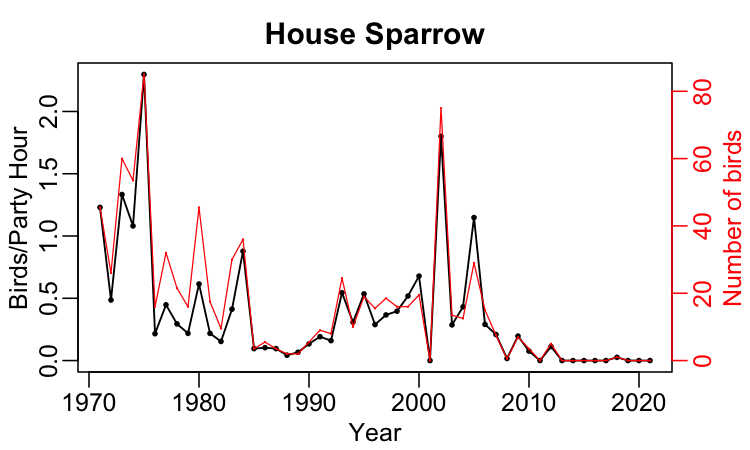 House Sparrow
Birds/Party Hour
0.0 0.5 1.0 1.5 2.0
Number of birds
0 20 40 60 80
1970 1980 1990 2000 2010 2020
Year